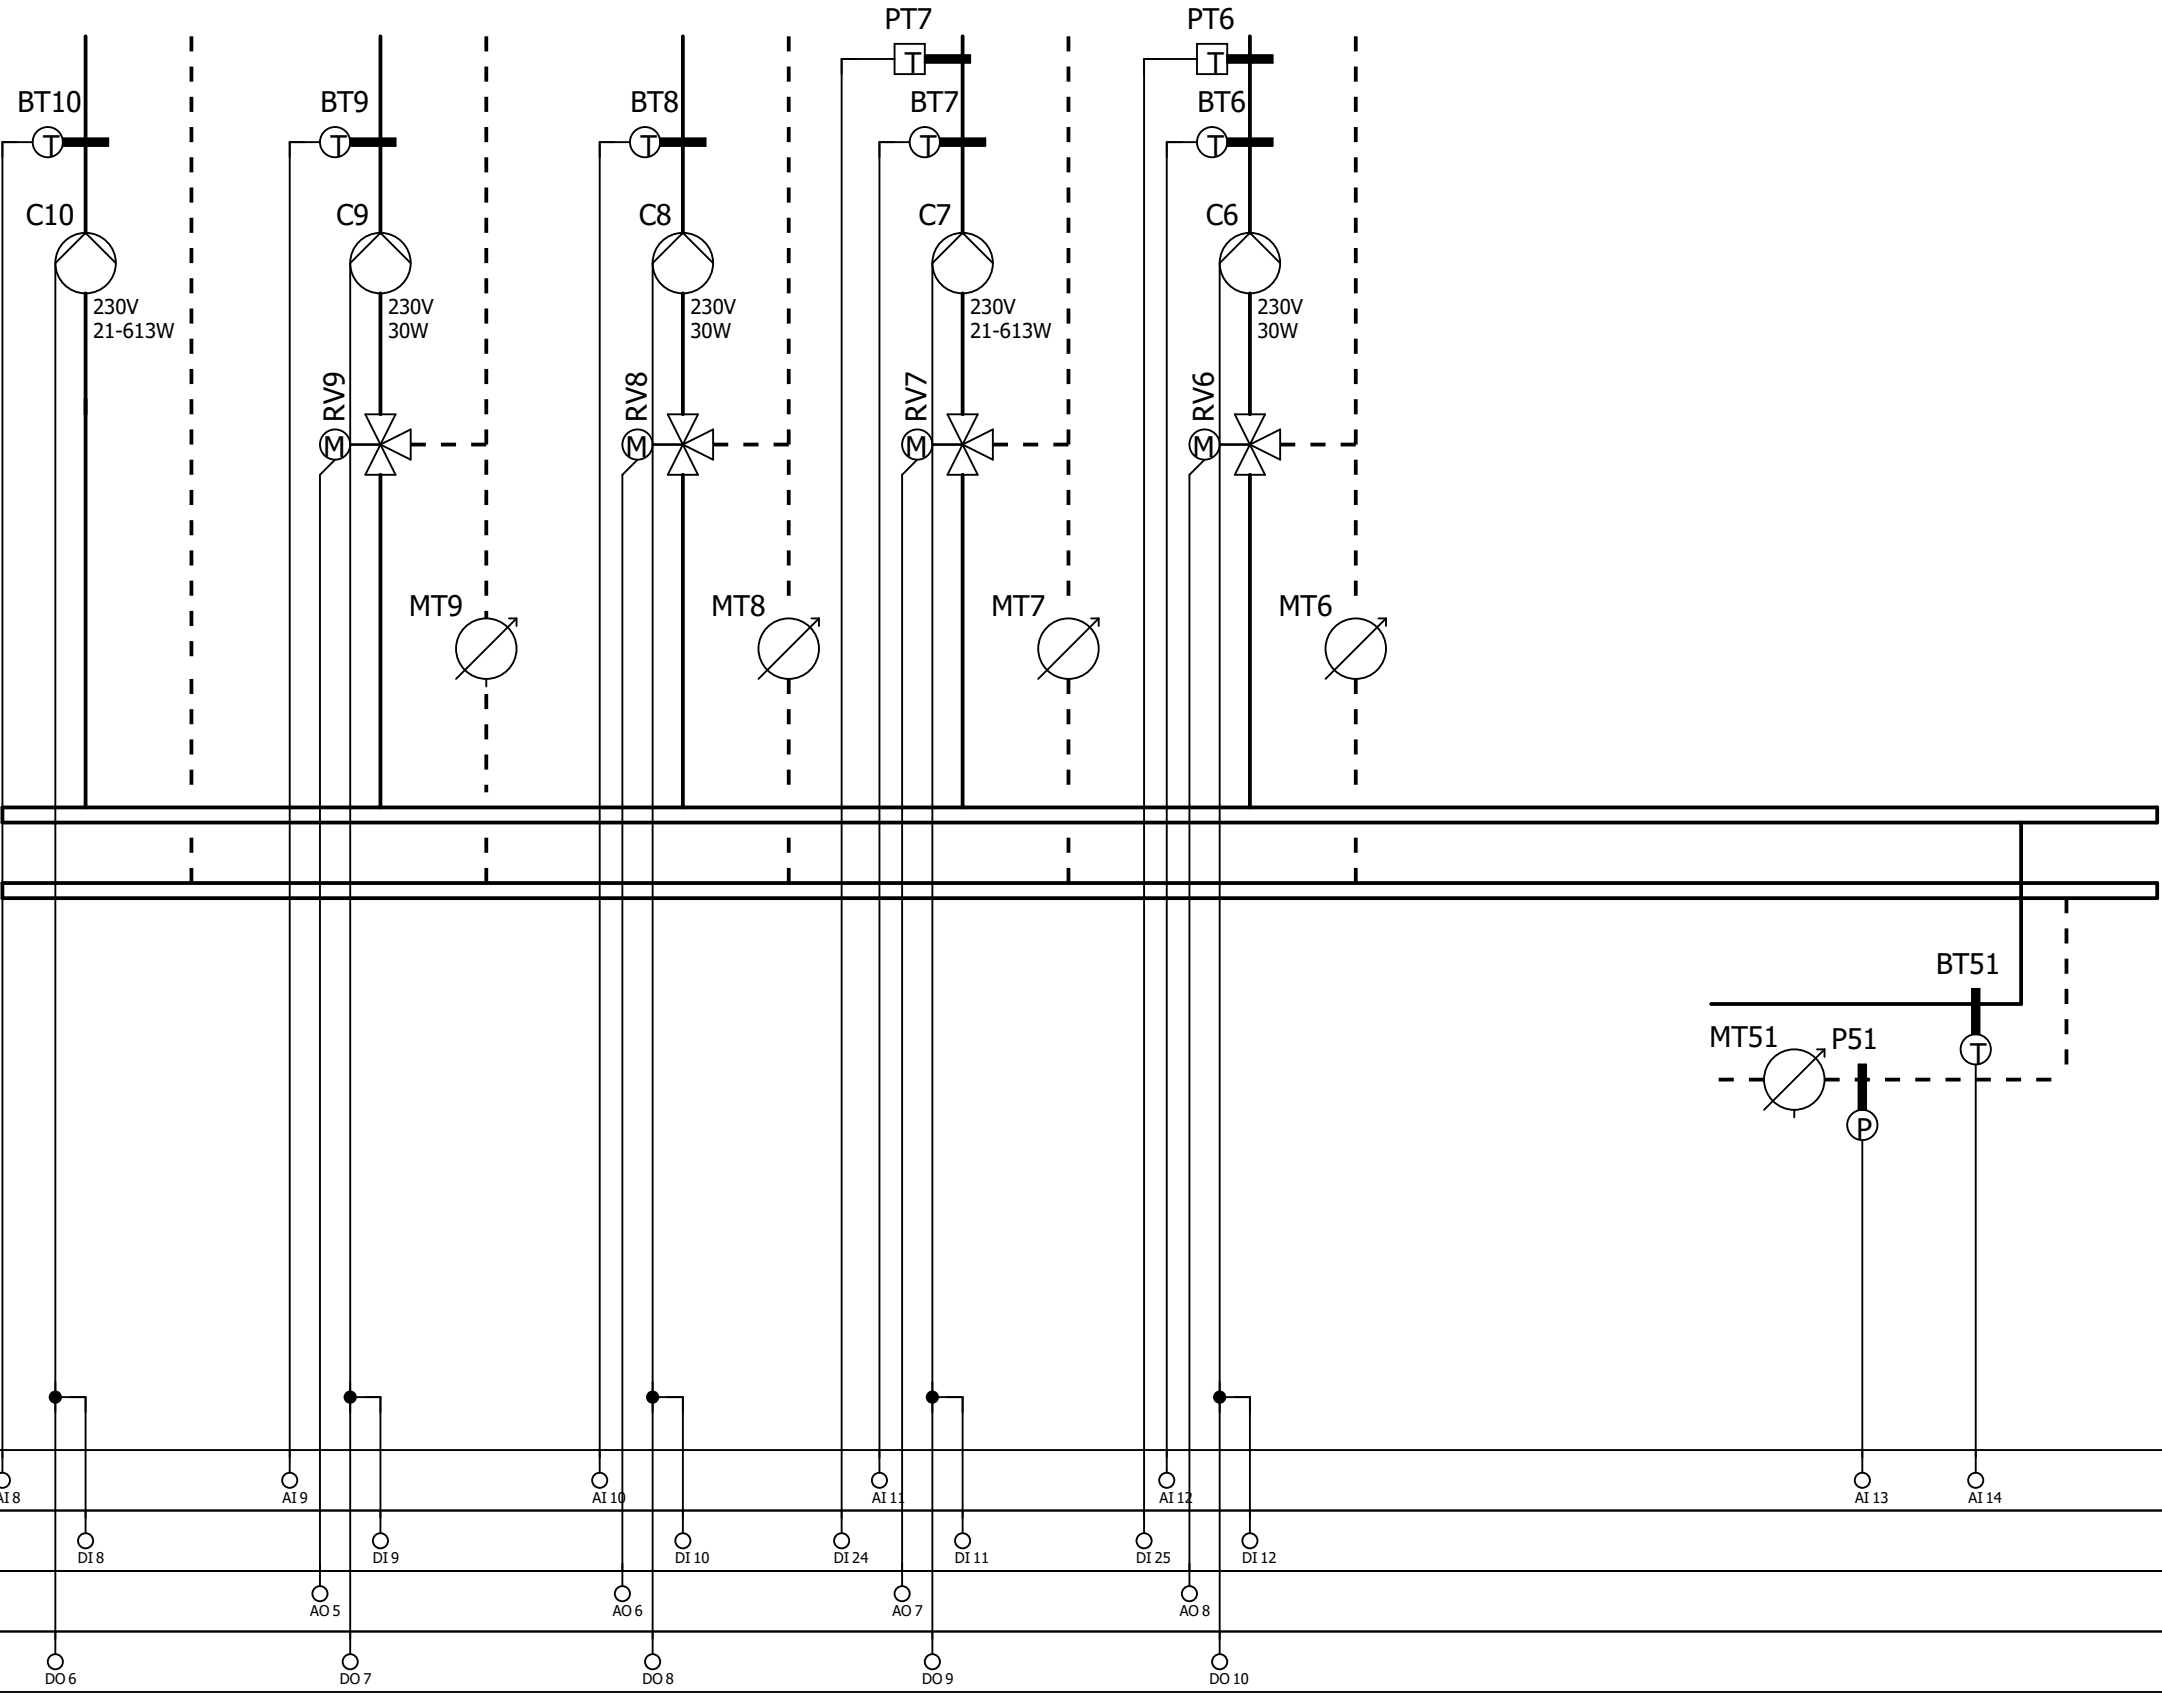 PT7
PT6
BT10
BT9
BT8
BT7
BT6
T
T
T
T
T
T
T
C10
C9
C8
C7
C6
230V
21-613W
230V
30W
230V
30W
230V
21-613W
230V
30W
RV9
RV8
RV7
RV6
M
M
M
M
MT9
MT8
MT7
MT6
BT51
MT51
P51
T
P
AI 8
AI 9
AI 10
AI 11
AI 12
AI 13
AI 14
DI 8
DI 9
DI 10
DI 24
DI 11
DI 25
DI 12
AO 5
AO 6
AO 7
AO 8
DO 6
DO 7
DO 8
DO 9
DO 10